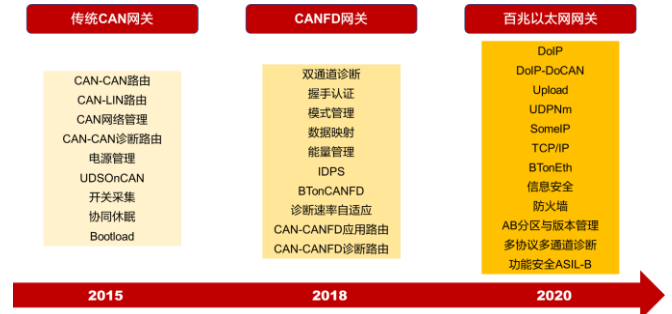 传统CAN网关
CANFD网关
百兆以太网网关
CAN-CAN路由
CAN-LIN路由
CAN网络管理
CAN-CAN诊断路由
电源管理
UDSOnCAN
开关采集
协同休眠
Bootload
双通道诊断
握手认证
模式管理
数据映射
能量管理
IDPS
BTonCANFD
诊断速率自适应
CAN-CANFD应用路由
CAN-CANFD诊断路由
DoIP
DoIP-DoCAN
Upload
UDPNm
SomeIP
TCP/IP
BTonEth
信息安全
防火墙
AB分区与版本管理
多协议多通道诊断
功能安全ASIL-B
2015
2018
2020